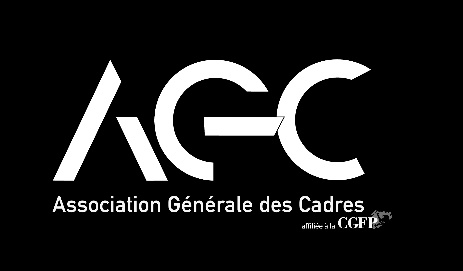 AGC
Association Générale des Cadres
affiliée à la CGFP